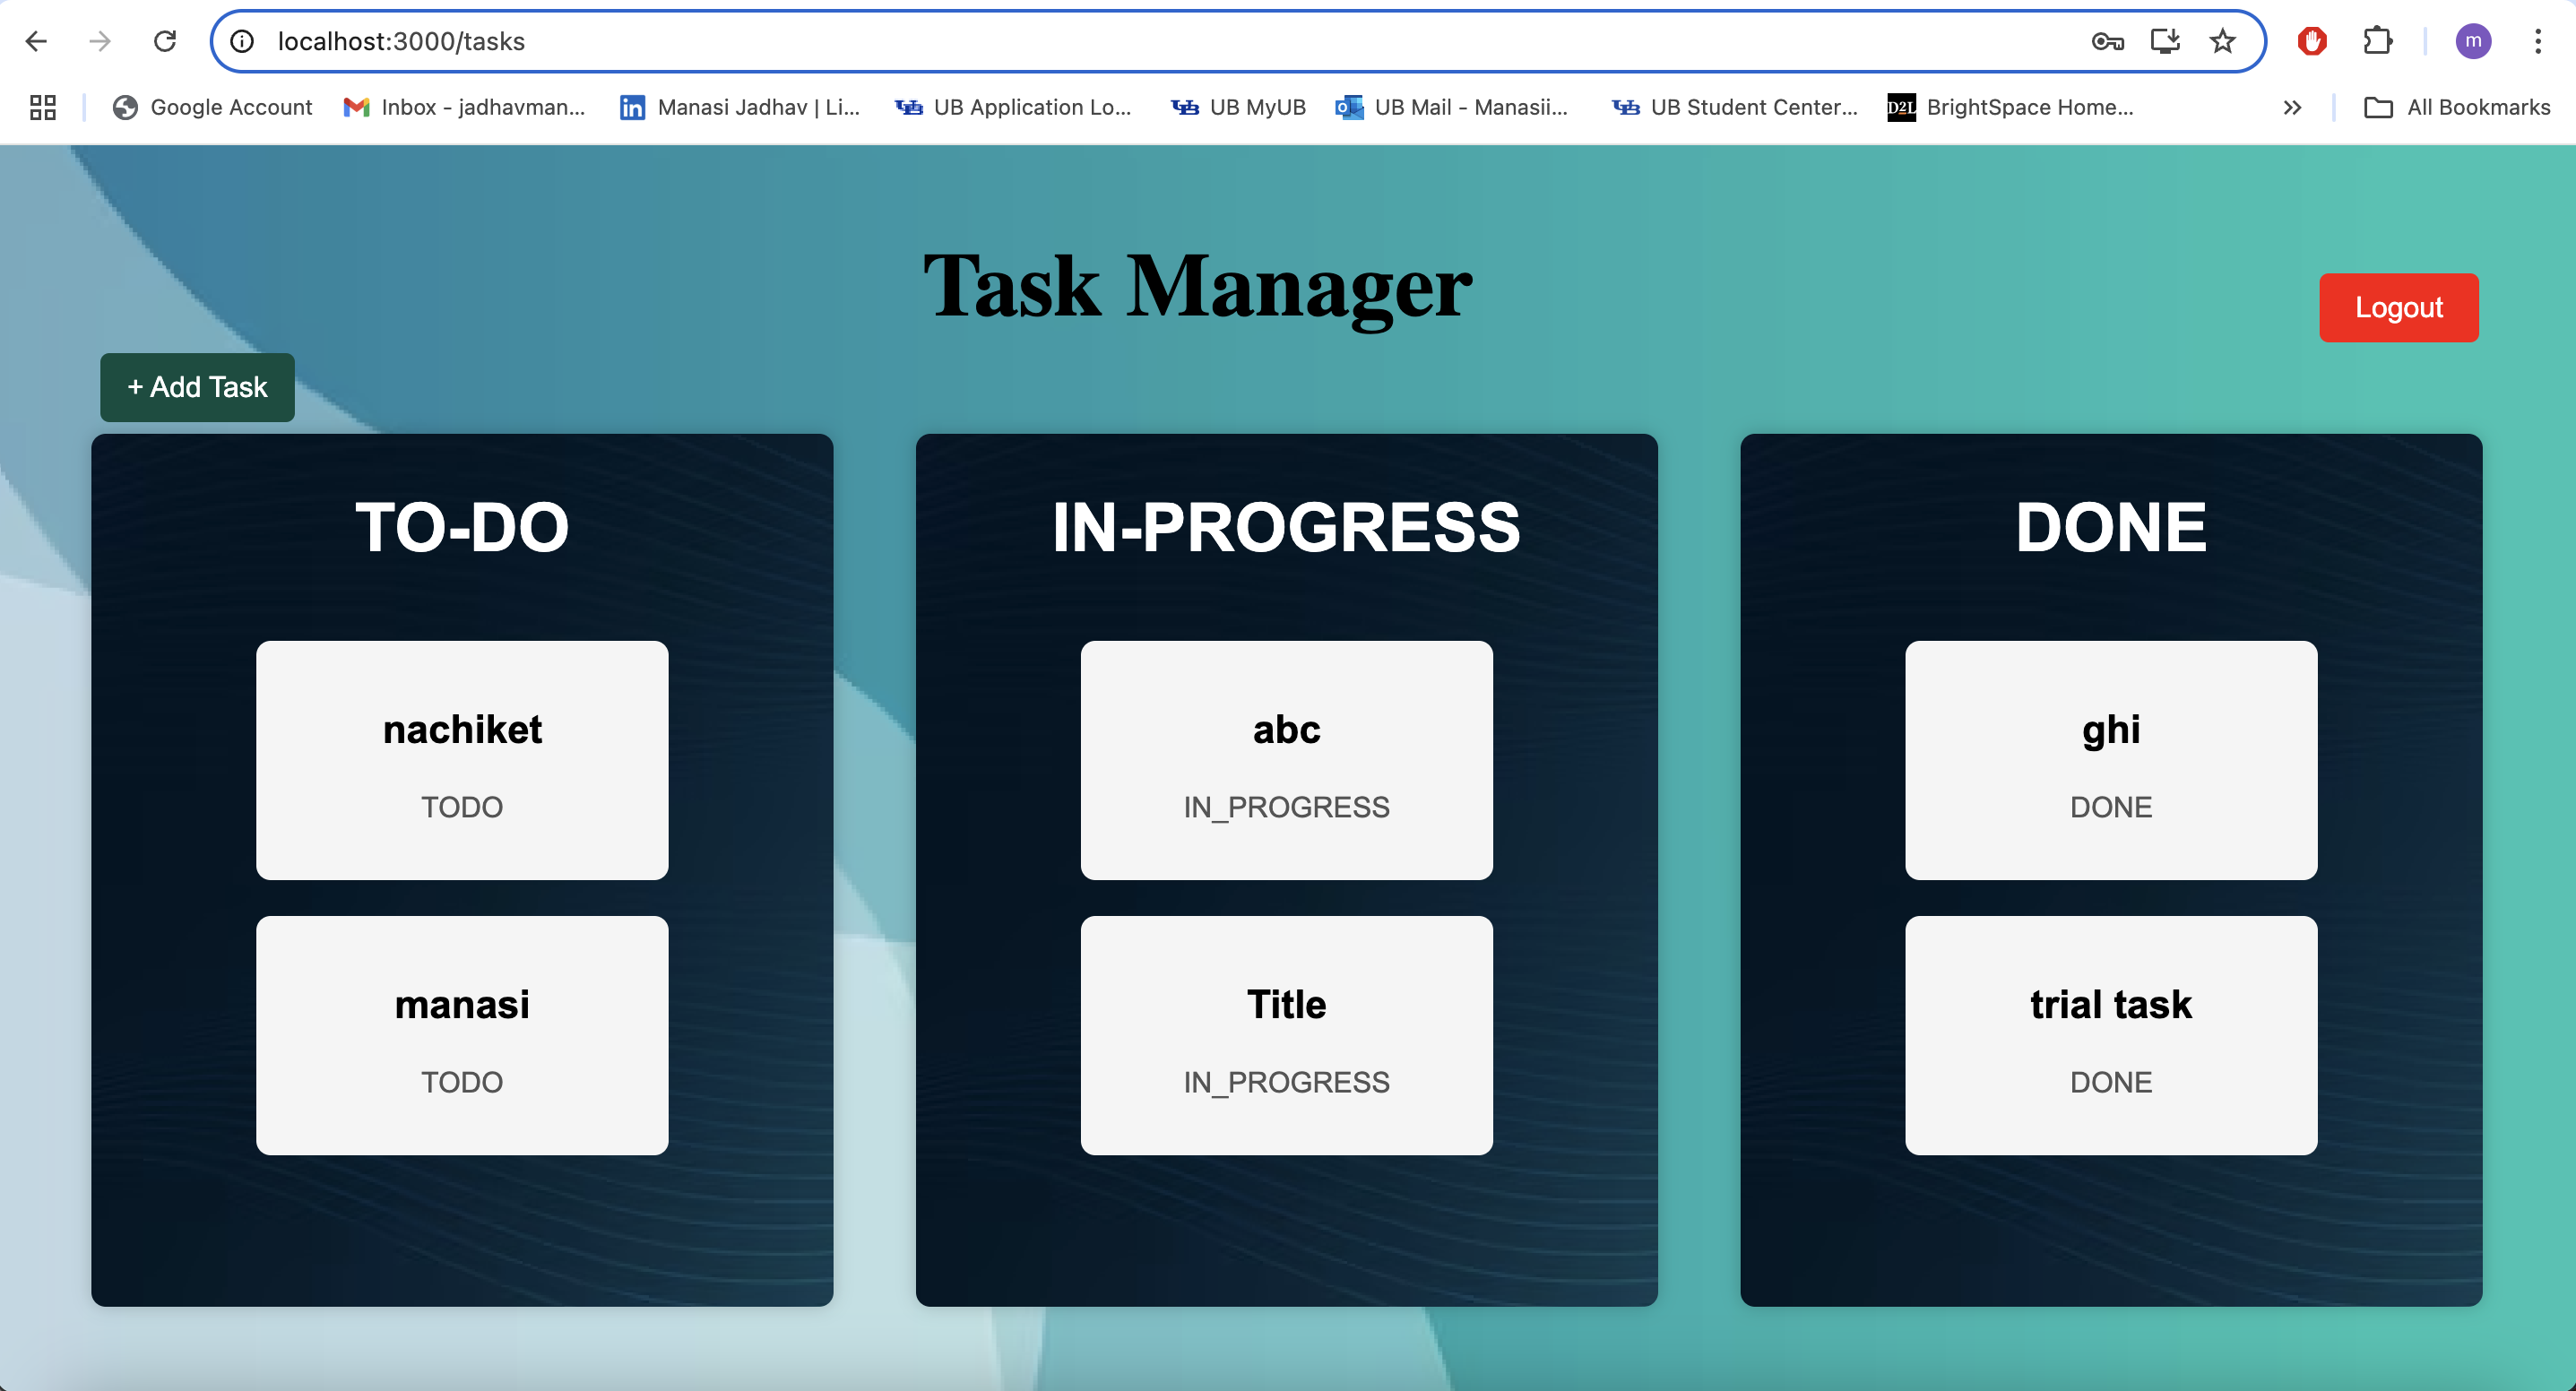 localhost:3000/tasks
m
Google Account
Inbox - jadhavman...
in
Manasi Jadhav | Li...
UB Application Lo...
UB MyUB
UB Mail - Manasii...
UB Student Center...
D2L
BrightSpace Home...
All Bookmarks
Task Manager
Logout
+ Add Task
TO-DO
nachiket
TODO
manasi
TODO
IN-PROGRESS
abc
IN_PROGRESS
Title
IN_PROGRESS
DONE
ghi
DONE
trial task
DONE